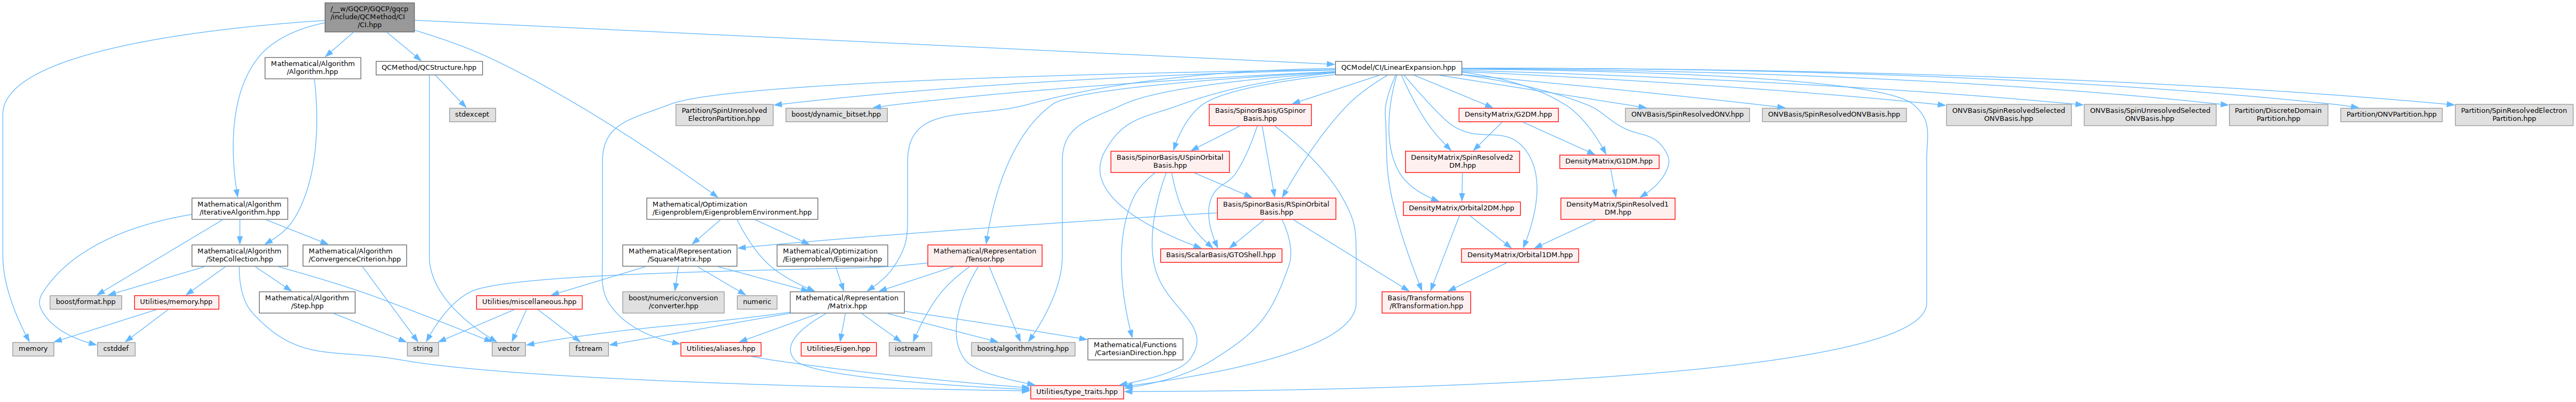 /__w/GQCP/GQCP/gqcp
/include/QCMethod/CI
/CI.hpp
Mathematical/Algorithm
/Algorithm.hpp
QCMethod/QCStructure.hpp
QCModel/CI/LinearExpansion.hpp
stdexcept
Partition/SpinUnresolved
ElectronPartition.hpp
boost/dynamic_bitset.hpp
Basis/SpinorBasis/GSpinor
Basis.hpp
DensityMatrix/G2DM.hpp
ONVBasis/SpinResolvedONV.hpp
ONVBasis/SpinResolvedONVBasis.hpp
ONVBasis/SpinResolvedSelected
ONVBasis.hpp
ONVBasis/SpinUnresolvedSelected
ONVBasis.hpp
Partition/DiscreteDomain
Partition.hpp
Partition/ONVPartition.hpp
Partition/SpinResolvedElectron
Partition.hpp
Basis/SpinorBasis/USpinOrbital
Basis.hpp
DensityMatrix/SpinResolved2
DM.hpp
DensityMatrix/G1DM.hpp
Mathematical/Algorithm
/IterativeAlgorithm.hpp
Mathematical/Optimization
/Eigenproblem/EigenproblemEnvironment.hpp
Basis/SpinorBasis/RSpinOrbital
Basis.hpp
DensityMatrix/Orbital2DM.hpp
DensityMatrix/SpinResolved1
DM.hpp
Mathematical/Algorithm
/StepCollection.hpp
Mathematical/Algorithm
/ConvergenceCriterion.hpp
Mathematical/Representation
/SquareMatrix.hpp
Mathematical/Optimization
/Eigenproblem/Eigenpair.hpp
Mathematical/Representation
/Tensor.hpp
Basis/ScalarBasis/GTOShell.hpp
DensityMatrix/Orbital1DM.hpp
boost/format.hpp
Utilities/memory.hpp
Mathematical/Algorithm
/Step.hpp
Utilities/miscellaneous.hpp
boost/numeric/conversion
/converter.hpp
numeric
Mathematical/Representation
/Matrix.hpp
Basis/Transformations
/RTransformation.hpp
memory
cstddef
string
vector
fstream
Utilities/aliases.hpp
Utilities/Eigen.hpp
iostream
boost/algorithm/string.hpp
Mathematical/Functions
/CartesianDirection.hpp
Utilities/type_traits.hpp